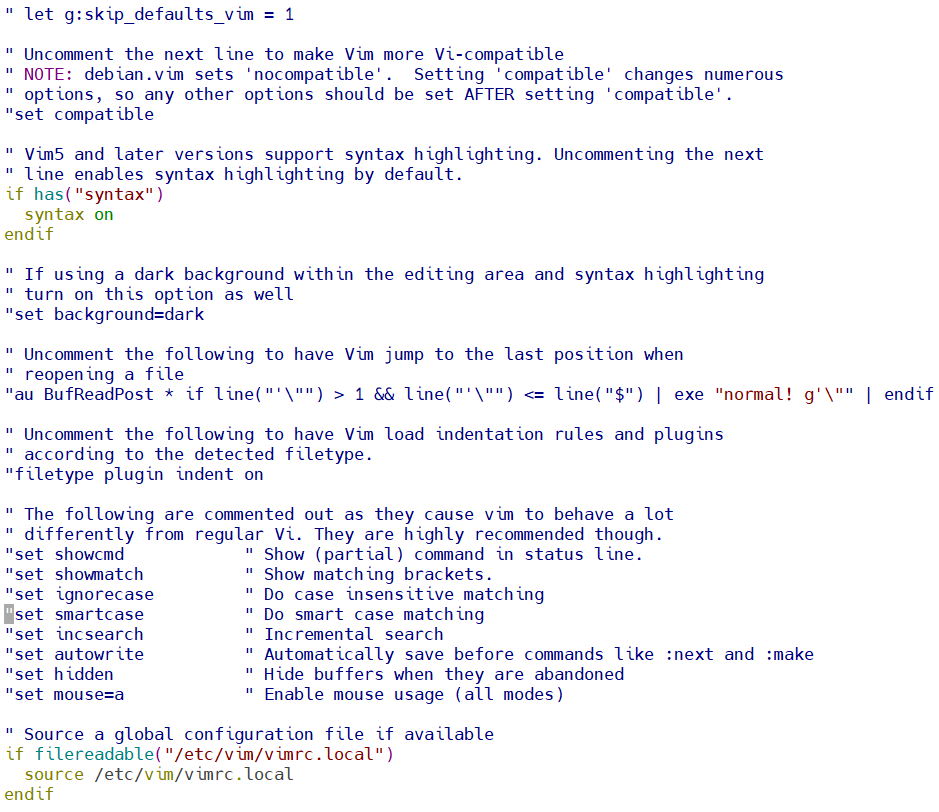 " let g:skip_defaults_vim = 1

" Uncomment the next line to make Vim more Vi-compatible
" NOTE: debian.vim sets 'nocompatible'.  Setting 'compatible' changes numerous
" options, so any other options should be set AFTER setting 'compatible'.
"set compatible

" Vim5 and later versions support syntax highlighting. Uncommenting the next
" line enables syntax highlighting by default.
if has("syntax")
  syntax on
endif

" If using a dark background within the editing area and syntax highlighting
" turn on this option as well
"set background=dark

" Uncomment the following to have Vim jump to the last position when
" reopening a file
"au BufReadPost * if line("'\"") > 1 && line("'\"") <= line("$") | exe "normal! g'\"" | endif

" Uncomment the following to have Vim load indentation rules and plugins
" according to the detected filetype.
"filetype plugin indent on

" The following are commented out as they cause vim to behave a lot
" differently from regular Vi. They are highly recommended though.
"set showcmd            " Show (partial) command in status line.
"set showmatch          " Show matching brackets.
"set ignorecase         " Do case insensitive matching
"set smartcase          " Do smart case matching
"set incsearch          " Incremental search
"set autowrite          " Automatically save before commands like :next and :make
"set hidden             " Hide buffers when they are abandoned
"set mouse=a            " Enable mouse usage (all modes)

" Source a global configuration file if available
if filereadable("/etc/vim/vimrc.local")
  source /etc/vim/vimrc.local
endif